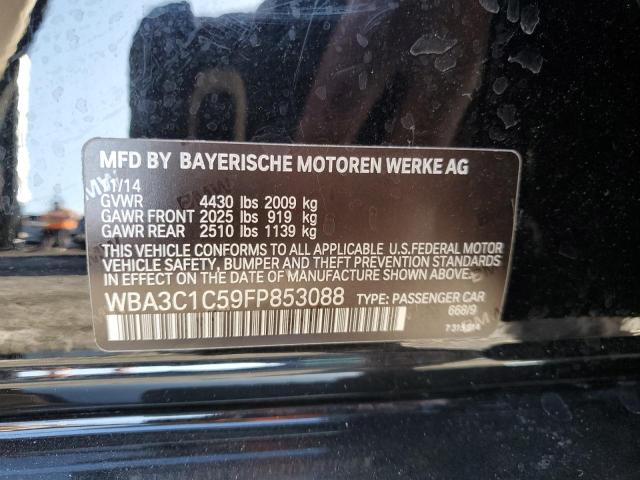 MFD BY BAYERISCHE MOTOREN WERKE AG
11/14
GVWR 4430 lbs 2009 kg
GAWR FRONT 2025 lbs 919 kg
GAWR REAR 2510 lbs 1139 kg
THIS VEHICLE CONFORMS TO ALL APPLICABLE U.S.FEDERAL MOTOR
VEHICLE SAFETY, BUMPER AND THEFT PREVENTION STANDARDS
IN EFFECT ON THE DATE OF MANUFACTURE SHOWN ABOVE.
WBA3C1C59FP853088 TYPE: PASSENGER CAR
668/9